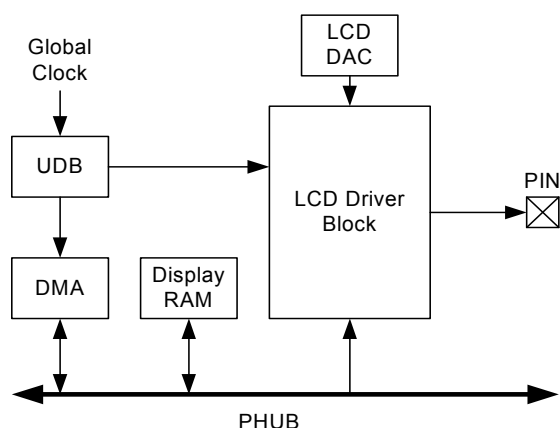 LCD
DAC
Global
Clock
UDB
LCD Driver
Block
PIN
DMA
Display
RAM
PHUB